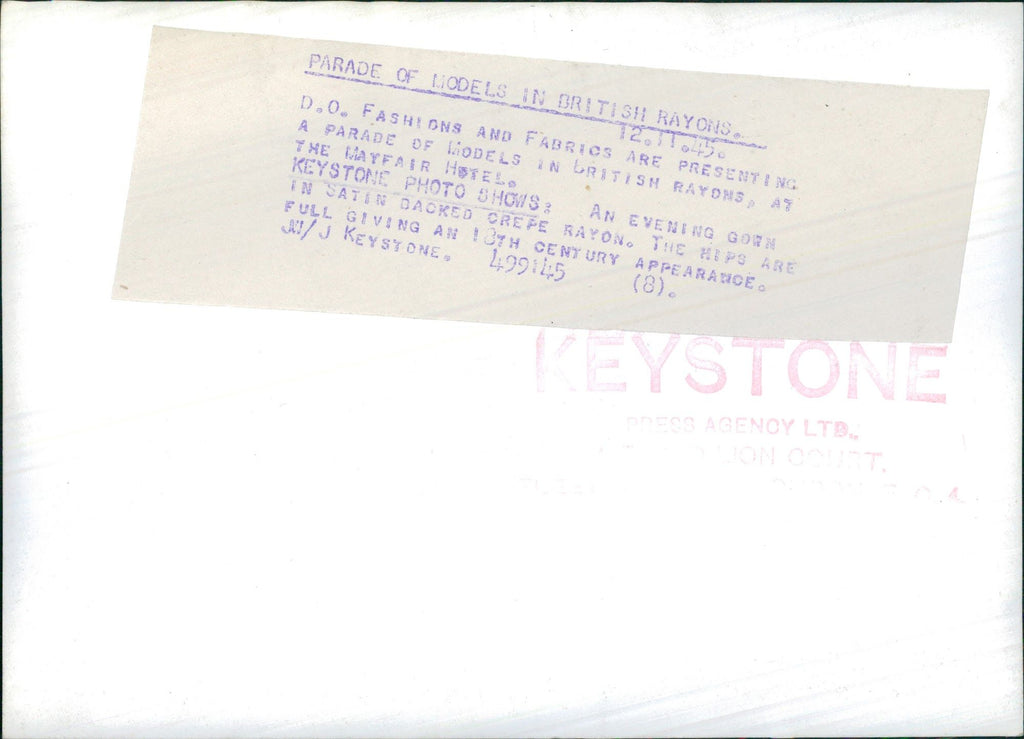 PARADE OF MODELS IN BRITISH RAYONS.
12.11.45.
D.O. FASHIONS AND FABRICS ARE PRESENTING
A PARADE OF MODELS IN BRITISH RAYONS, AT
THE MAYFAIR HOTEL.
KEYSTONE PHOTO SHOWS: AN EVENING GOWN
IN SATIN BACKED CREPE RAYON. THE HIPS ARE
FULL GIVING AN 18TH CENTURY APPEARANCE.
JW/J KEYSTONE. 499145 (8).
KEYSTONE
PRESS AGENCY LTD.,
LION COURT,